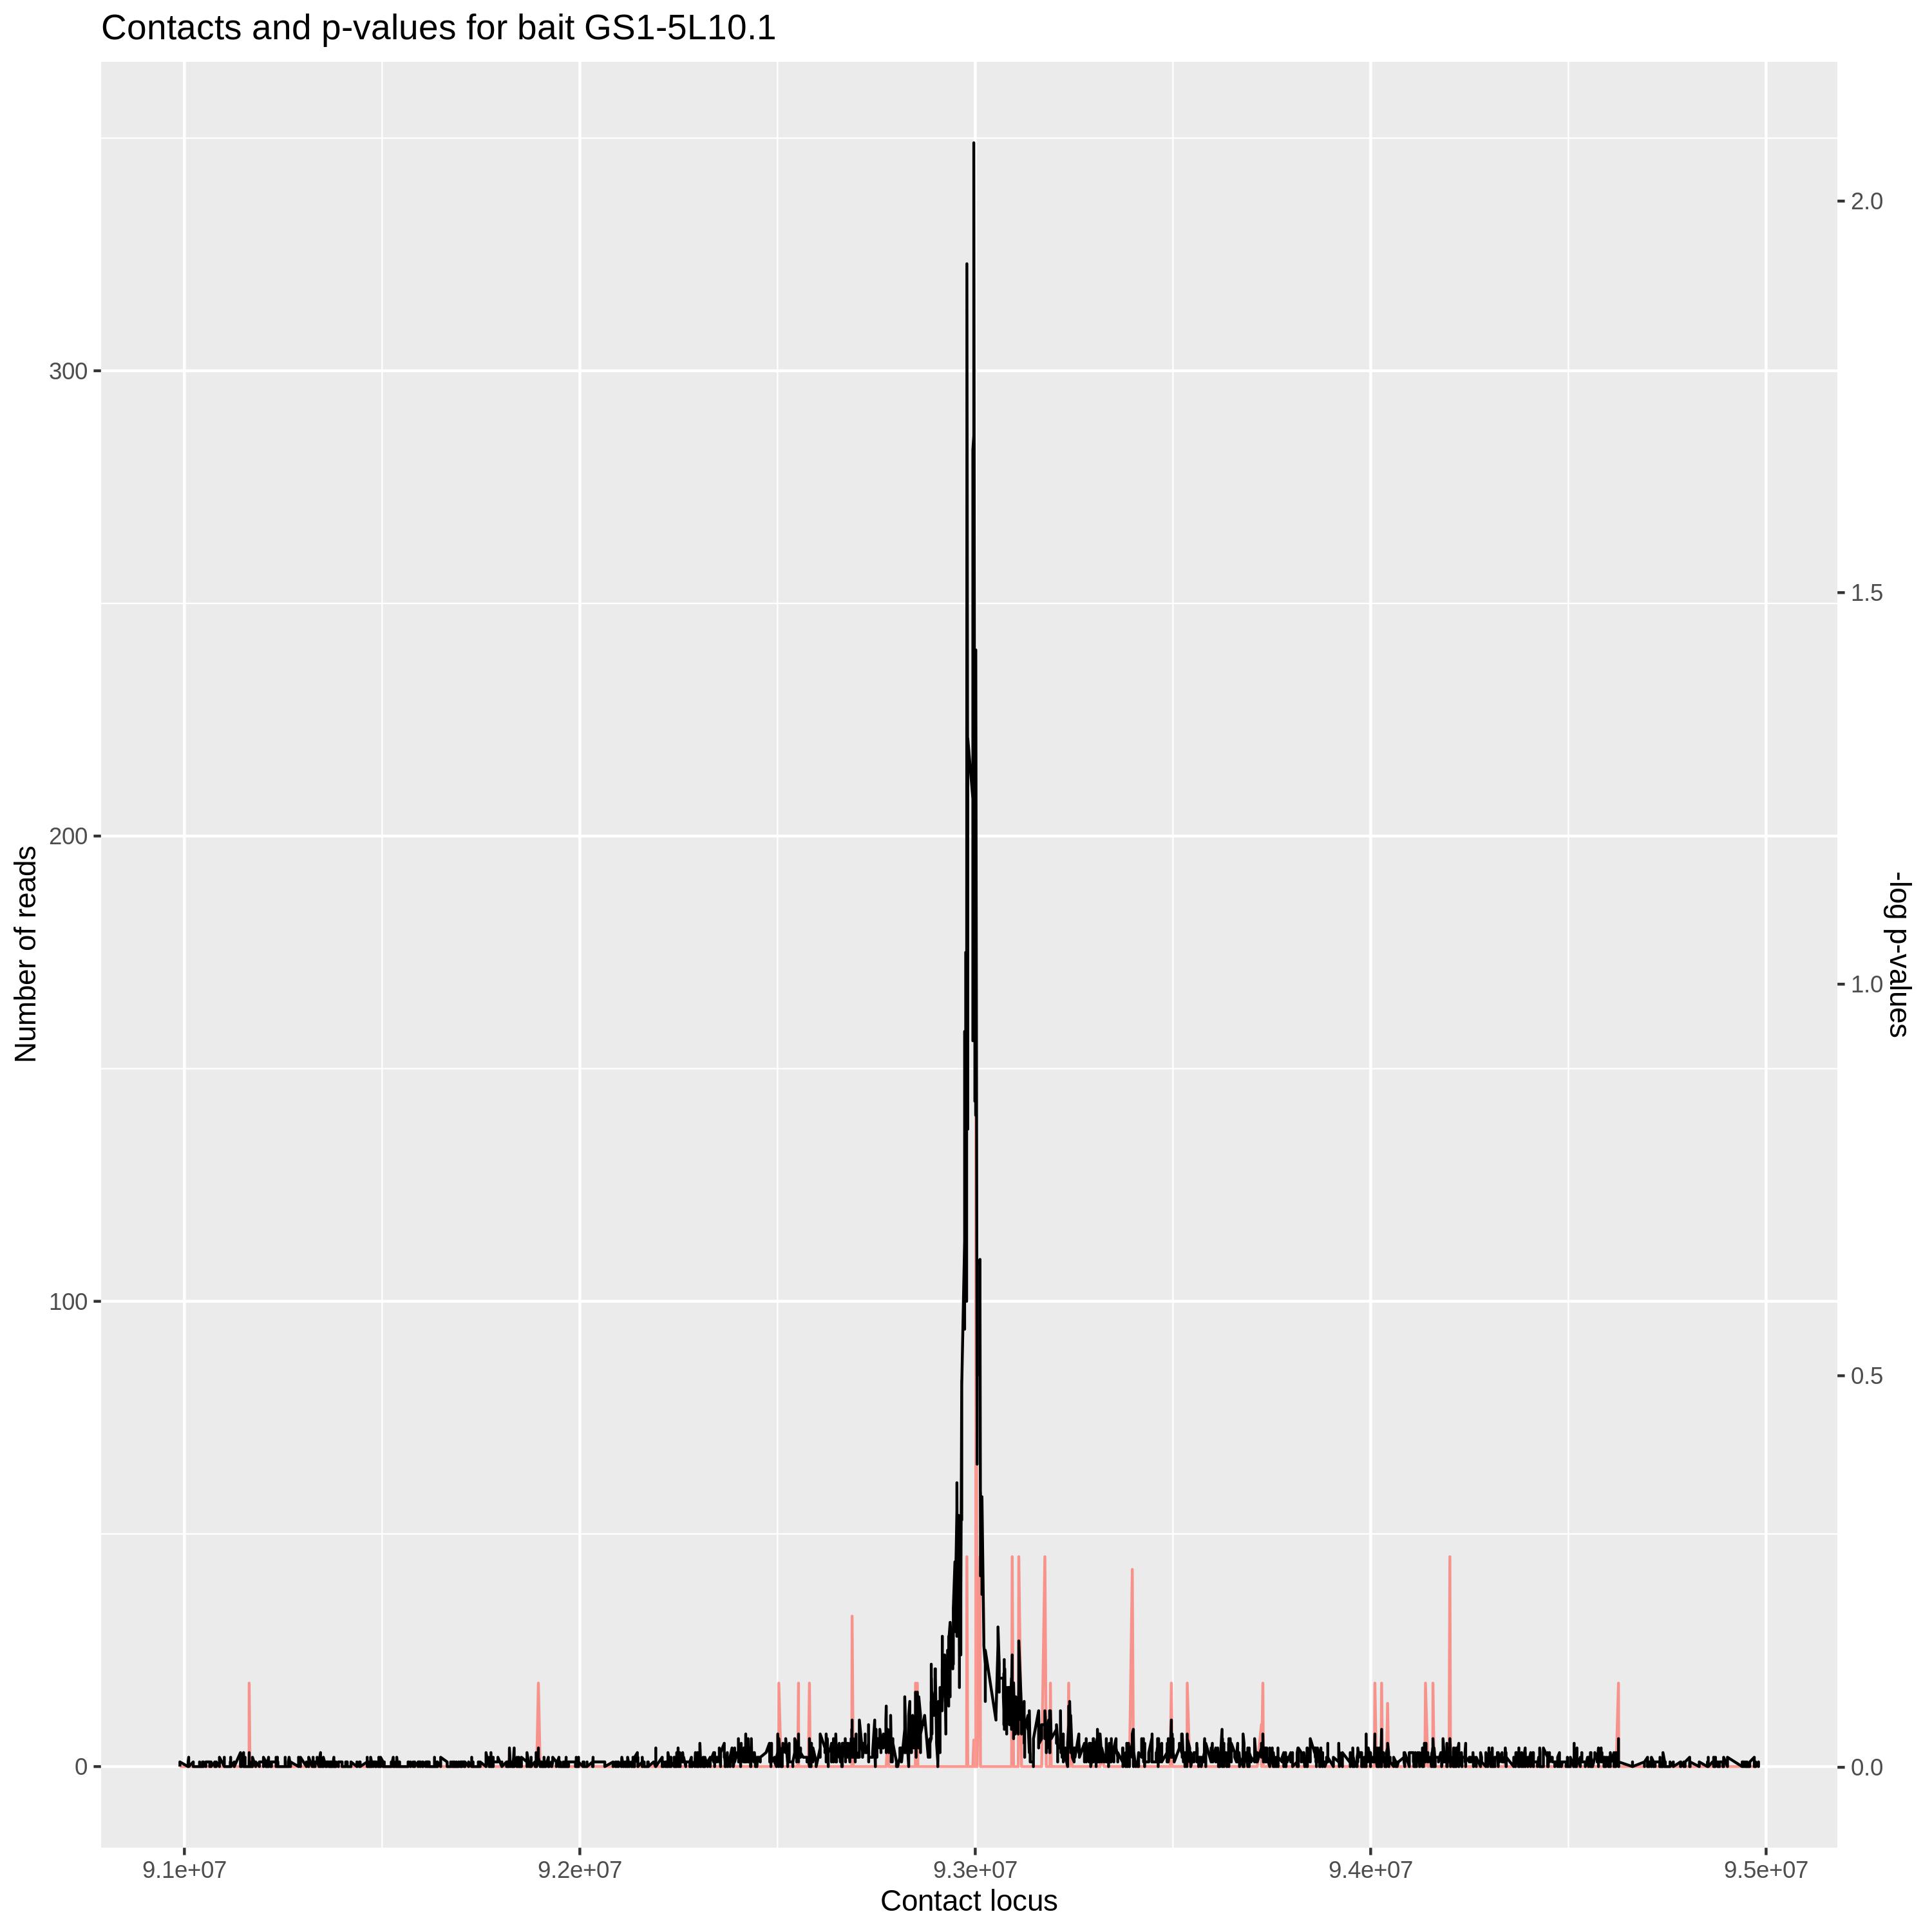 Contacts and p-values for bait GS1-5L10.1
300
200
100
0
2.0
1.5
1.0
0.5
0.0
Number of reads
-log p-values
9.1e+07 9.2e+07 9.3e+07 9.4e+07 9.5e+07
Contact locus